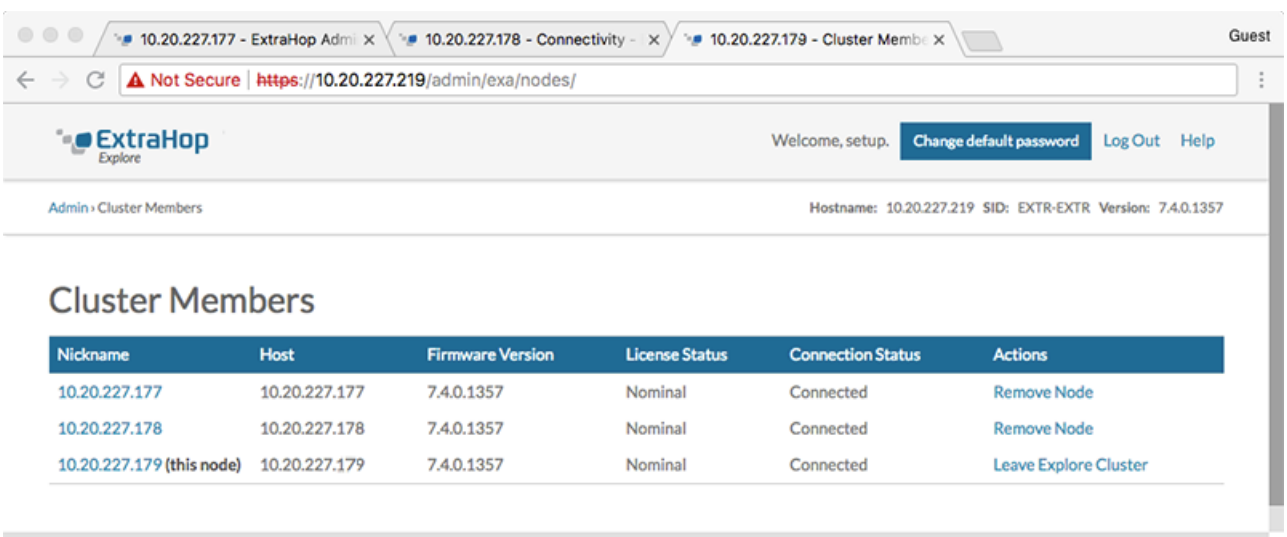 10.20.227.177 - ExtraHop Admi 10.20.227.178 - Connectivity - 10.20.227.179 - Cluster Membe Guest
Not Secure https://10.20.227.219/admin/exa/nodes/
ExtraHop
Explore
Welcome, setup. Change default password Log Out Help
Admin › Cluster Members Hostname: 10.20.227.219 SID: EXTR-EXTR Version: 7.4.0.1357
Cluster Members
Nickname Host Firmware Version License Status Connection Status Actions
10.20.227.177 10.20.227.177 7.4.0.1357 Nominal Connected Remove Node
10.20.227.178 10.20.227.178 7.4.0.1357 Nominal Connected Remove Node
10.20.227.179 (this node) 10.20.227.179 7.4.0.1357 Nominal Connected Leave Explore Cluster